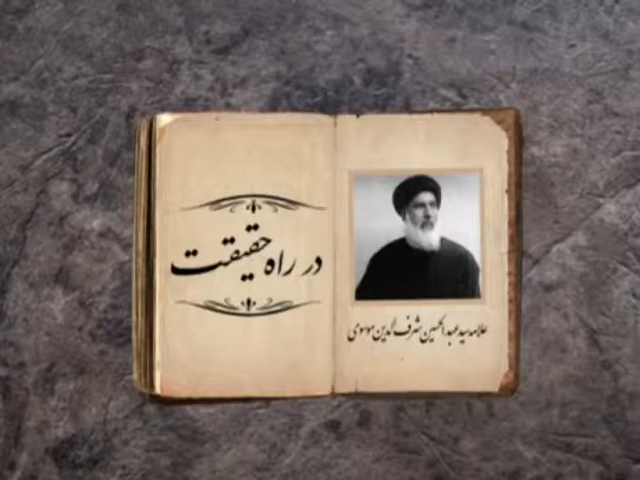 در راه حقیقت
علامه سید عبدالحسین شرف الدین موسوی